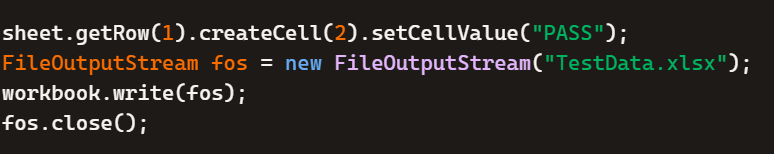 sheet.getRow(1).createCell(2).setCellValue("PASS");
FileOutputStream fos = new FileOutputStream("TestData.xlsx");
workbook.write(fos);
fos.close();